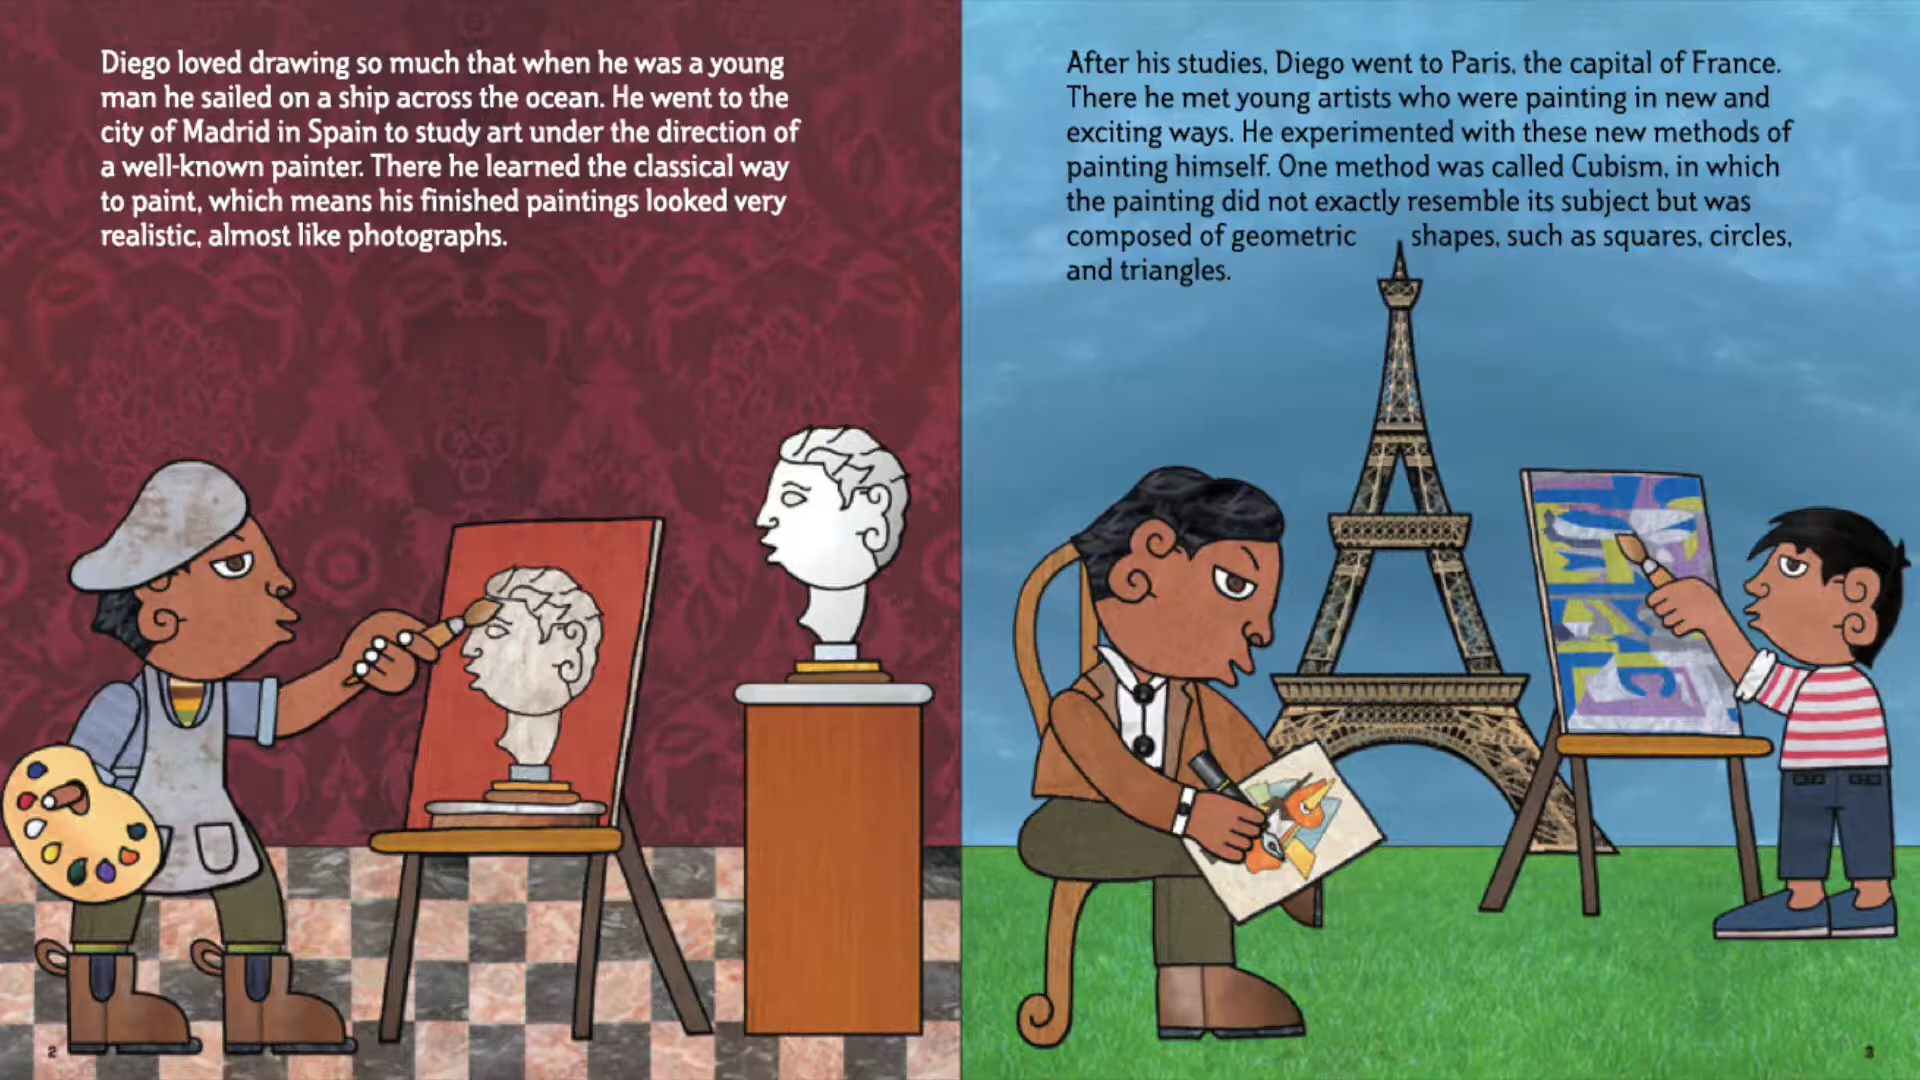 Diego loved drawing so much that when he was a young
man he sailed on a ship across the ocean. He went to the
city of Madrid in Spain to study art under the direction of
a well-known painter. There he learned the classical way
to paint, which means his finished paintings looked very
realistic, almost like photographs.
2
After his studies, Diego went to Paris, the capital of France.
There he met young artists who were painting in new and
exciting ways. He experimented with these new methods of
painting himself. One method was called Cubism, in which
the painting did not exactly resemble its subject but was
composed of geometric shapes, such as squares, circles,
and triangles.
3